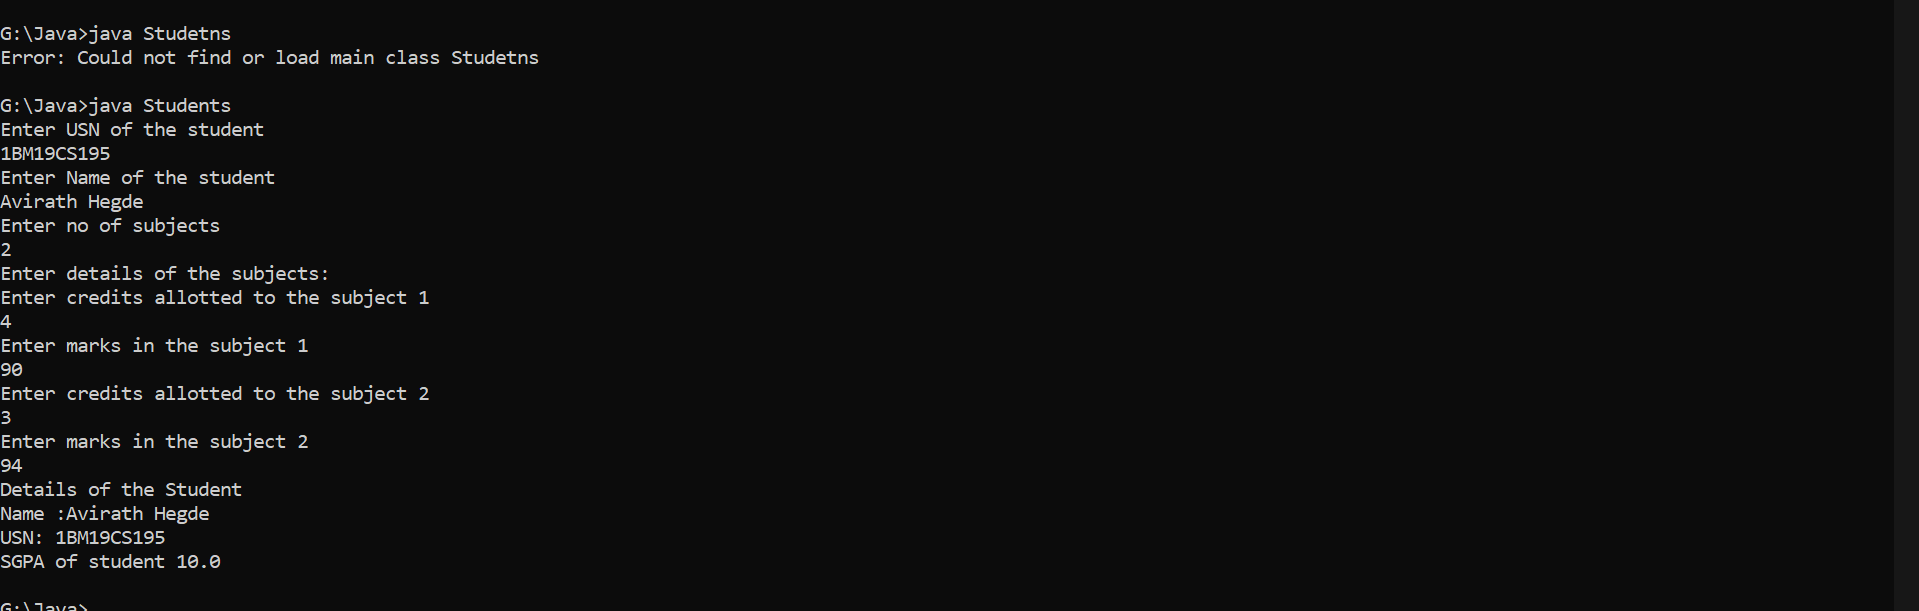 G:\Java>java Studetns
Error: Could not find or load main class Studetns
G:\Java>java Students
Enter USN of the student
1BM19CS195
Enter Name of the student
Avirath Hegde
Enter no of subjects
2
Enter details of the subjects:
Enter credits allotted to the subject 1
4
Enter marks in the subject 1
90
Enter credits allotted to the subject 2
3
Enter marks in the subject 2
94
Details of the Student
Name :Avirath Hegde
USN: 1BM19CS195
SGPA of student 10.0
G:\Java>